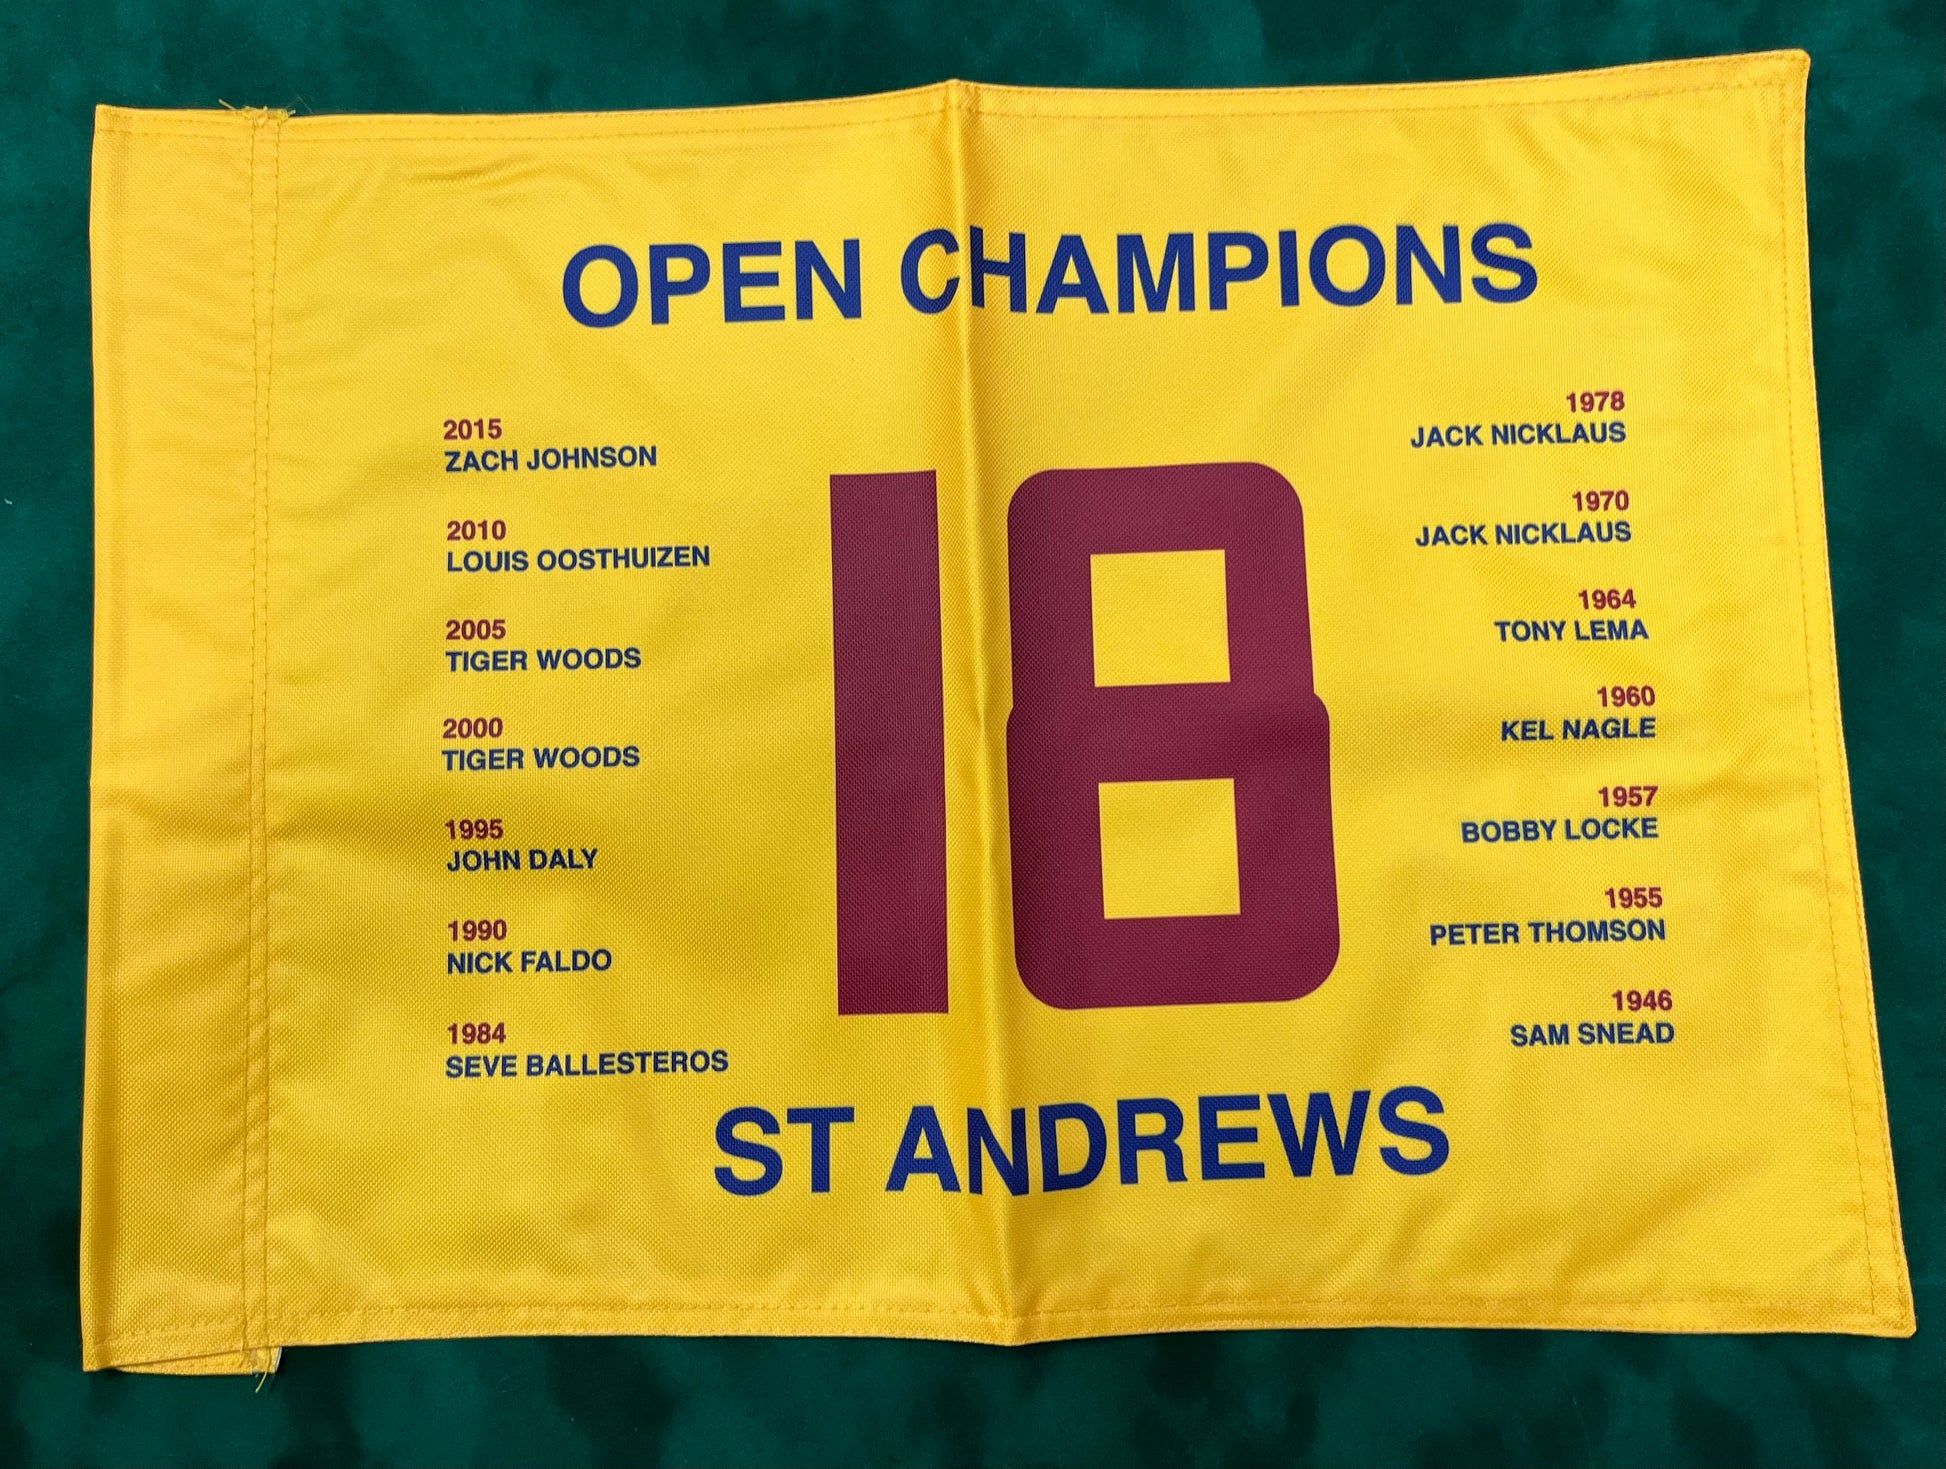 OPEN CHAMPIONS
2015
ZACH JOHNSON
2010
LOUIS OOSTHUIZEN
2005
TIGER WOODS
2000
TIGER WOODS
1995
JOHN DALY
1990
NICK FALDO
1984
SEVE BALLESTEROS
18
1978
JACK NICKLAUS
1970
JACK NICKLAUS
1964
TONY LEMA
1960
KEL NAGLE
1957
BOBBY LOCKE
1955
PETER THOMSON
1946
SAM SNEAD
ST ANDREWS